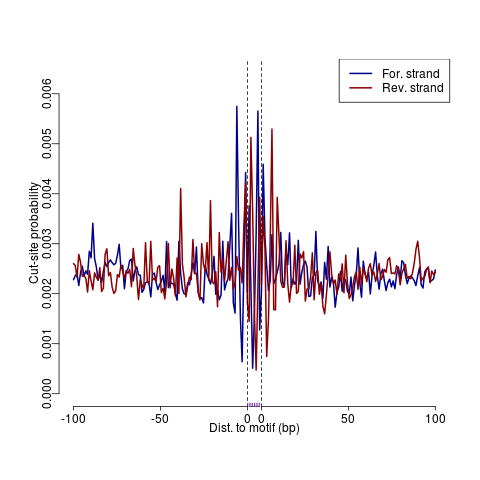 For. strand
Rev. strand
Cut-site probability
0.006
0.005
0.004
0.003
0.002
0.001
0.000
-100 -50 0 0 50 100
Dist. to motif (bp)